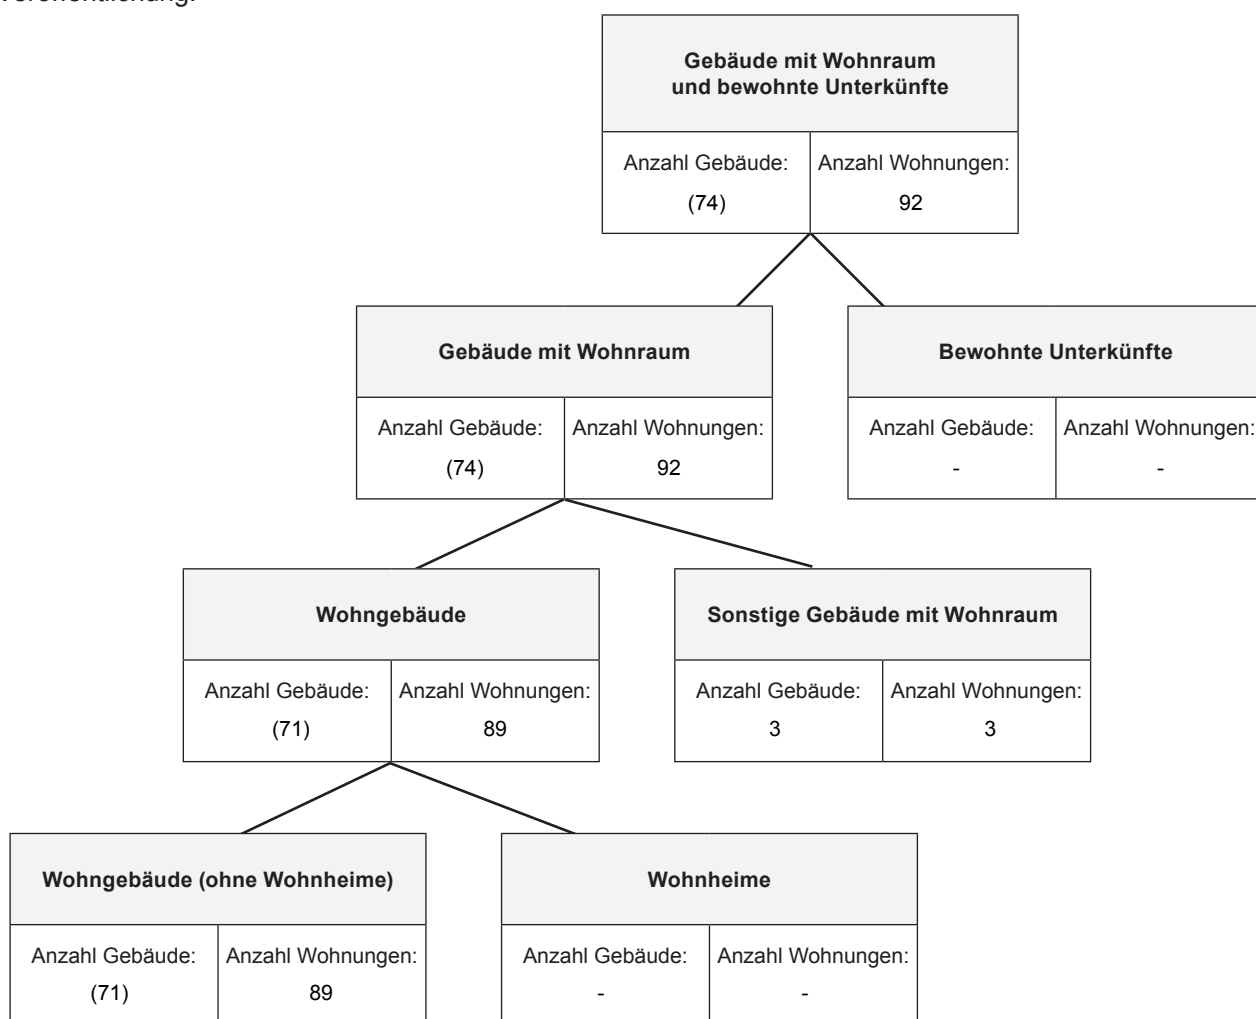 Veröffentlichung.
Gebäude mit Wohnraum
und bewohnte Unterkünfte
Anzahl Gebäude: Anzahl Wohnungen:
(74) 92
Gebäude mit Wohnraum Bewohnte Unterkünfte
Anzahl Gebäude: Anzahl Wohnungen: Anzahl Gebäude: Anzahl Wohnungen:
(74) 92 - -
Wohngebäude Sonstige Gebäude mit Wohnraum
Anzahl Gebäude: Anzahl Wohnungen: Anzahl Gebäude: Anzahl Wohnungen:
(71) 89 3 3
Wohngebäude (ohne Wohnheime) Wohnheime
Anzahl Gebäude: Anzahl Wohnungen: Anzahl Gebäude: Anzahl Wohnungen:
(71) 89 - -